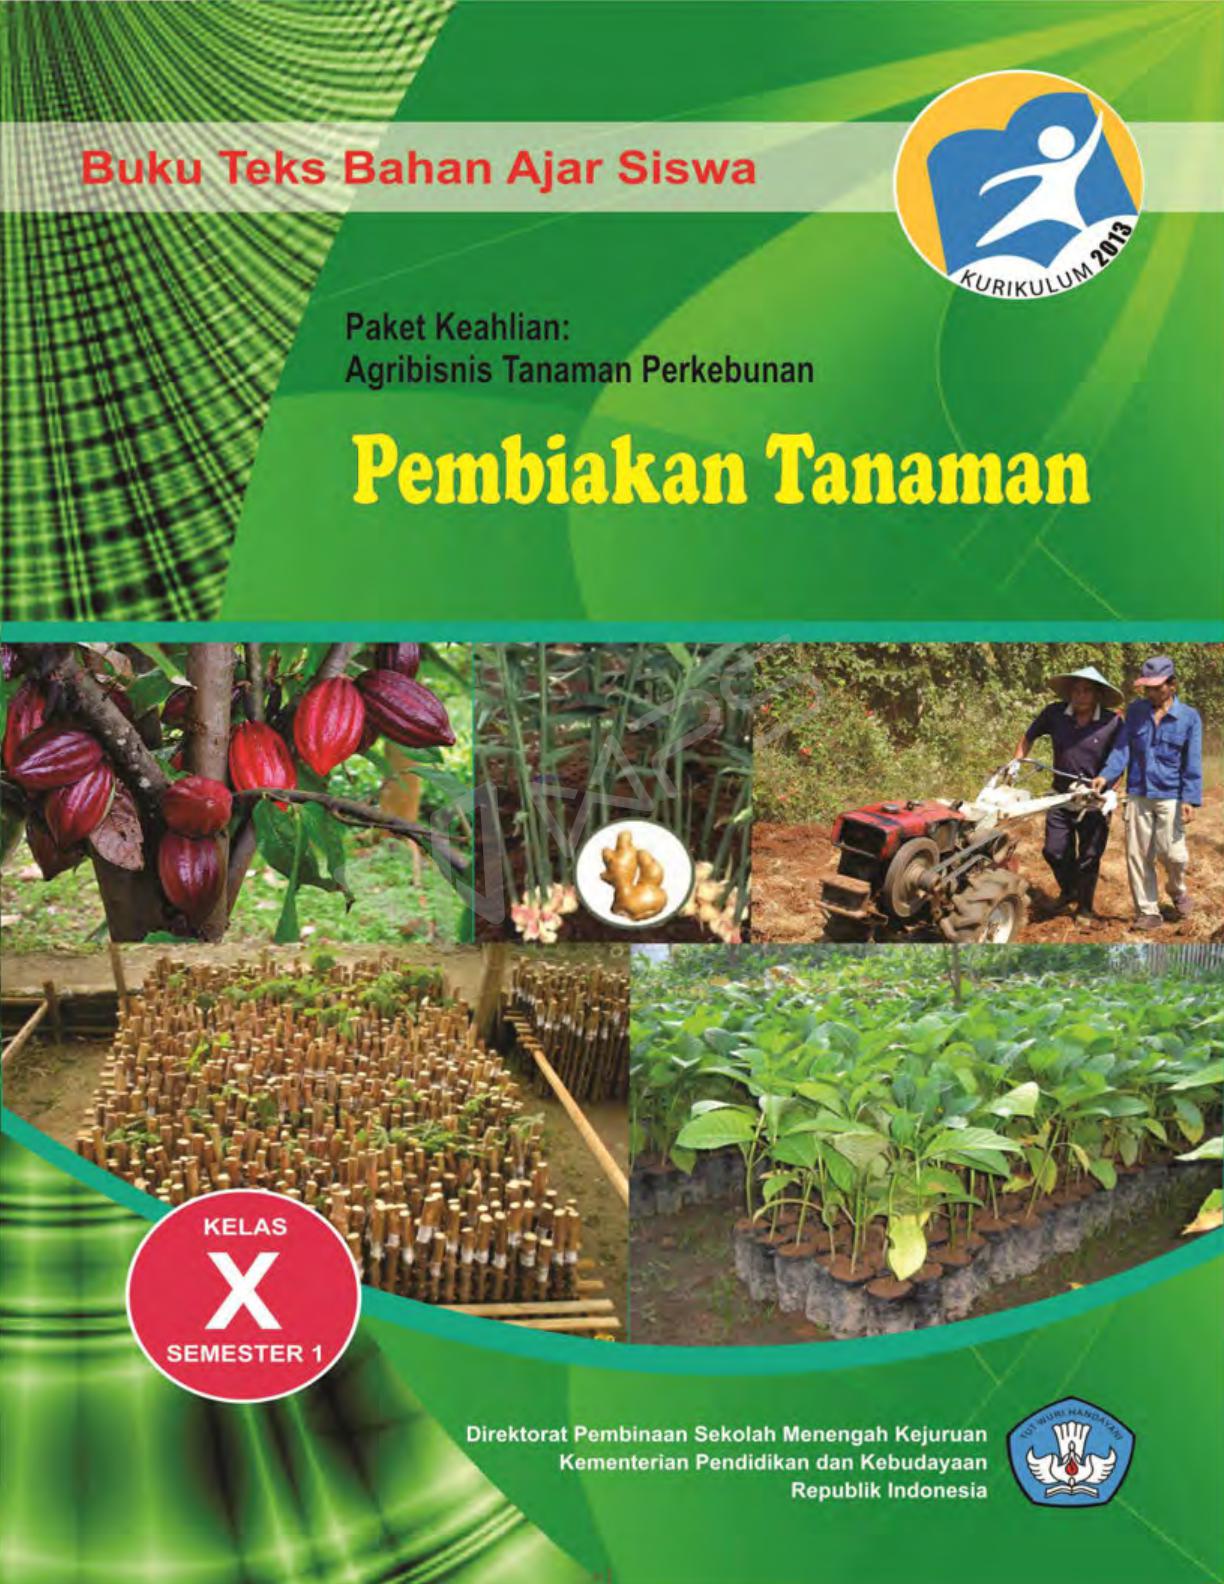 Buku Teks Bahan Ajar Siswa
KURIKULUM 2013
Paket Keahlian:
Agribisnis Tanaman Perkebunan
Pembiakan Tanaman
KELAS
X
SEMESTER 1
Direktorat Pembinaan Sekolah Menengah Kejuruan
Kementerian Pendidikan dan Kebudayaan
Republik Indonesia
TUT WURI HANDAYANI